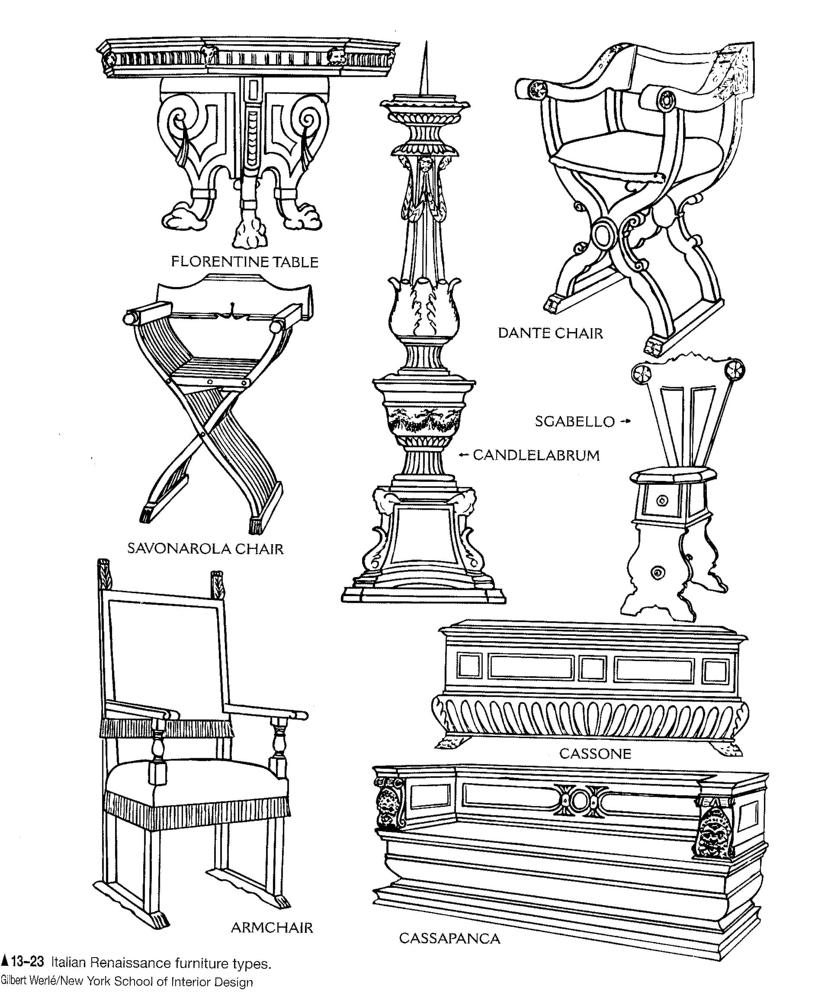 FLORENTINE TABLE
DANTE CHAIR
SGABELLO →
← CANDLELABRUM
SAVONAROLA CHAIR
CASSONE
ARMCHAIR
CASSAPANCA
▲13–23 Italian Renaissance furniture types.
Gilbert Werlé/New York School of Interior Design